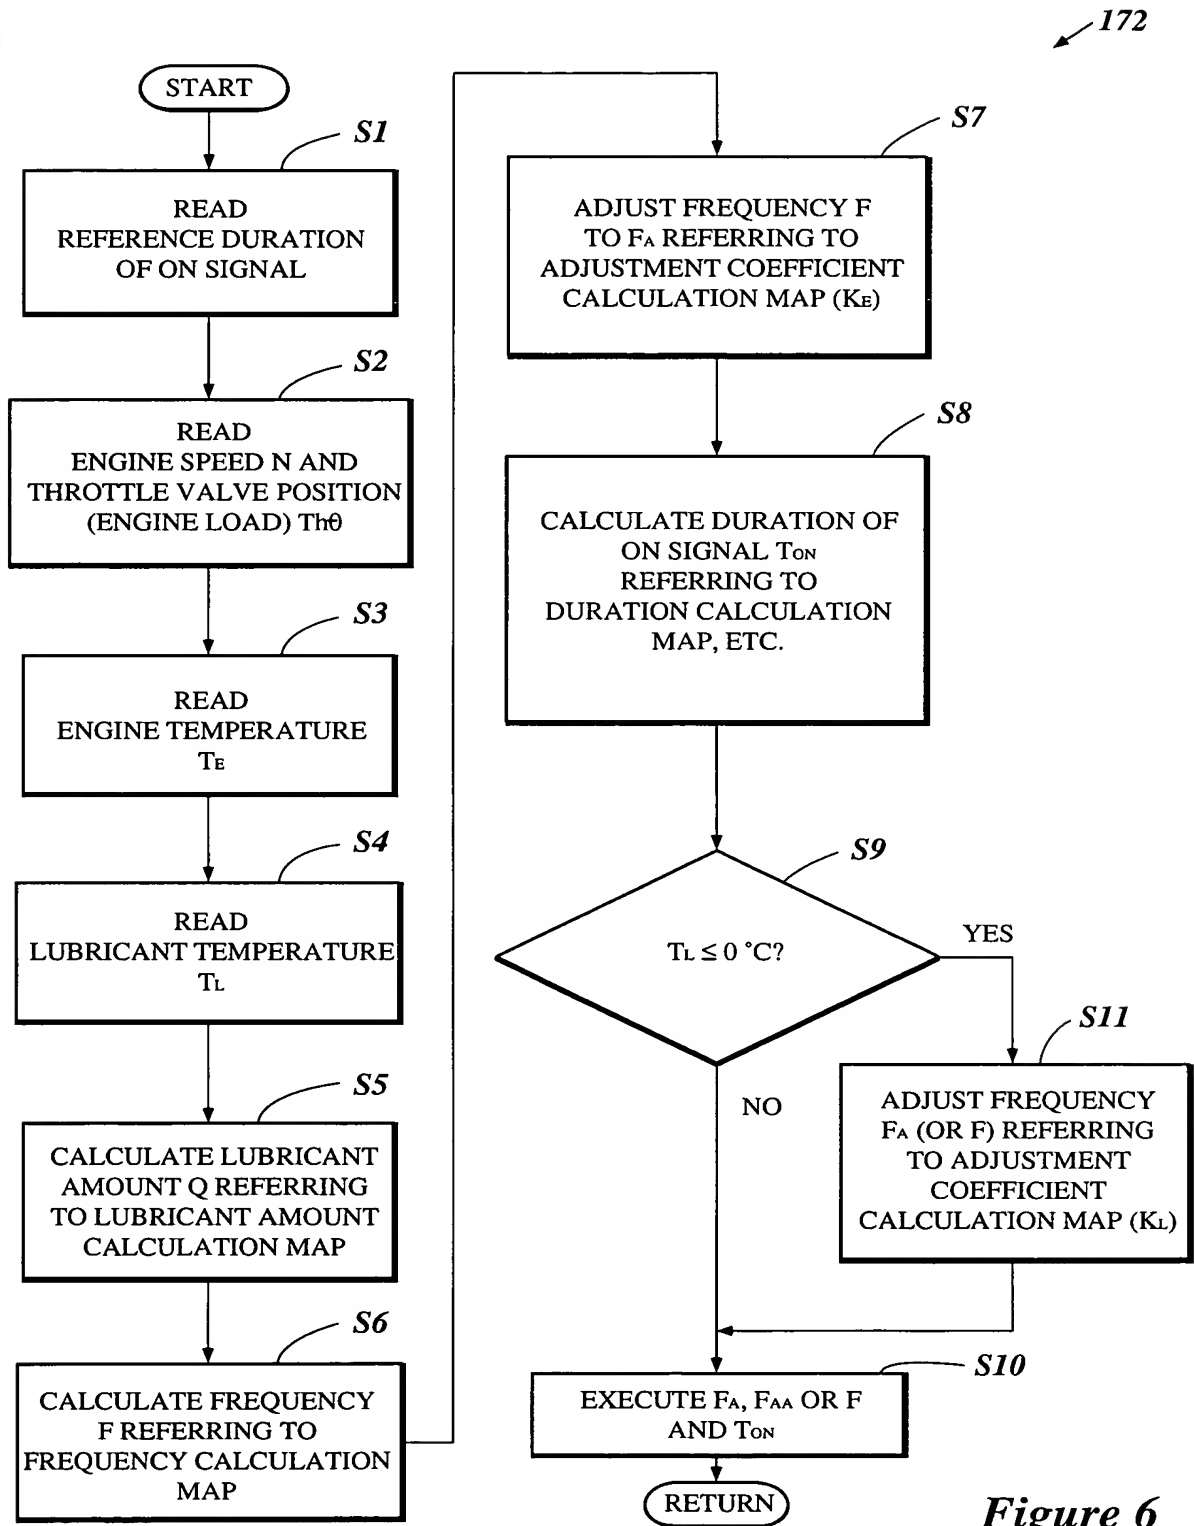 172
START
S1
READ
REFERENCE DURATION
OF ON SIGNAL
S2
READ
ENGINE SPEED N AND
THROTTLE VALVE POSITION
(ENGINE LOAD) Thθ
S3
READ
ENGINE TEMPERATURE
TE
S4
READ
LUBRICANT TEMPERATURE
TL
S5
CALCULATE LUBRICANT
AMOUNT Q REFERRING
TO LUBRICANT AMOUNT
CALCULATION MAP
S6
CALCULATE FREQUENCY
F REFERRING TO
FREQUENCY CALCULATION
MAP
S7
ADJUST FREQUENCY F
TO FA REFERRING TO
ADJUSTMENT COEFFICIENT
CALCULATION MAP (KE)
S8
CALCULATE DURATION OF
ON SIGNAL TON
REFERRING TO
DURATION CALCULATION
MAP, ETC.
S9
TL ≤ 0 °C?
YES
NO
S11
ADJUST FREQUENCY
FA (OR F) REFERRING
TO ADJUSTMENT
COEFFICIENT
CALCULATION MAP (KL)
S10
EXECUTE FA, FAA OR F
AND TON
RETURN
Figure 6